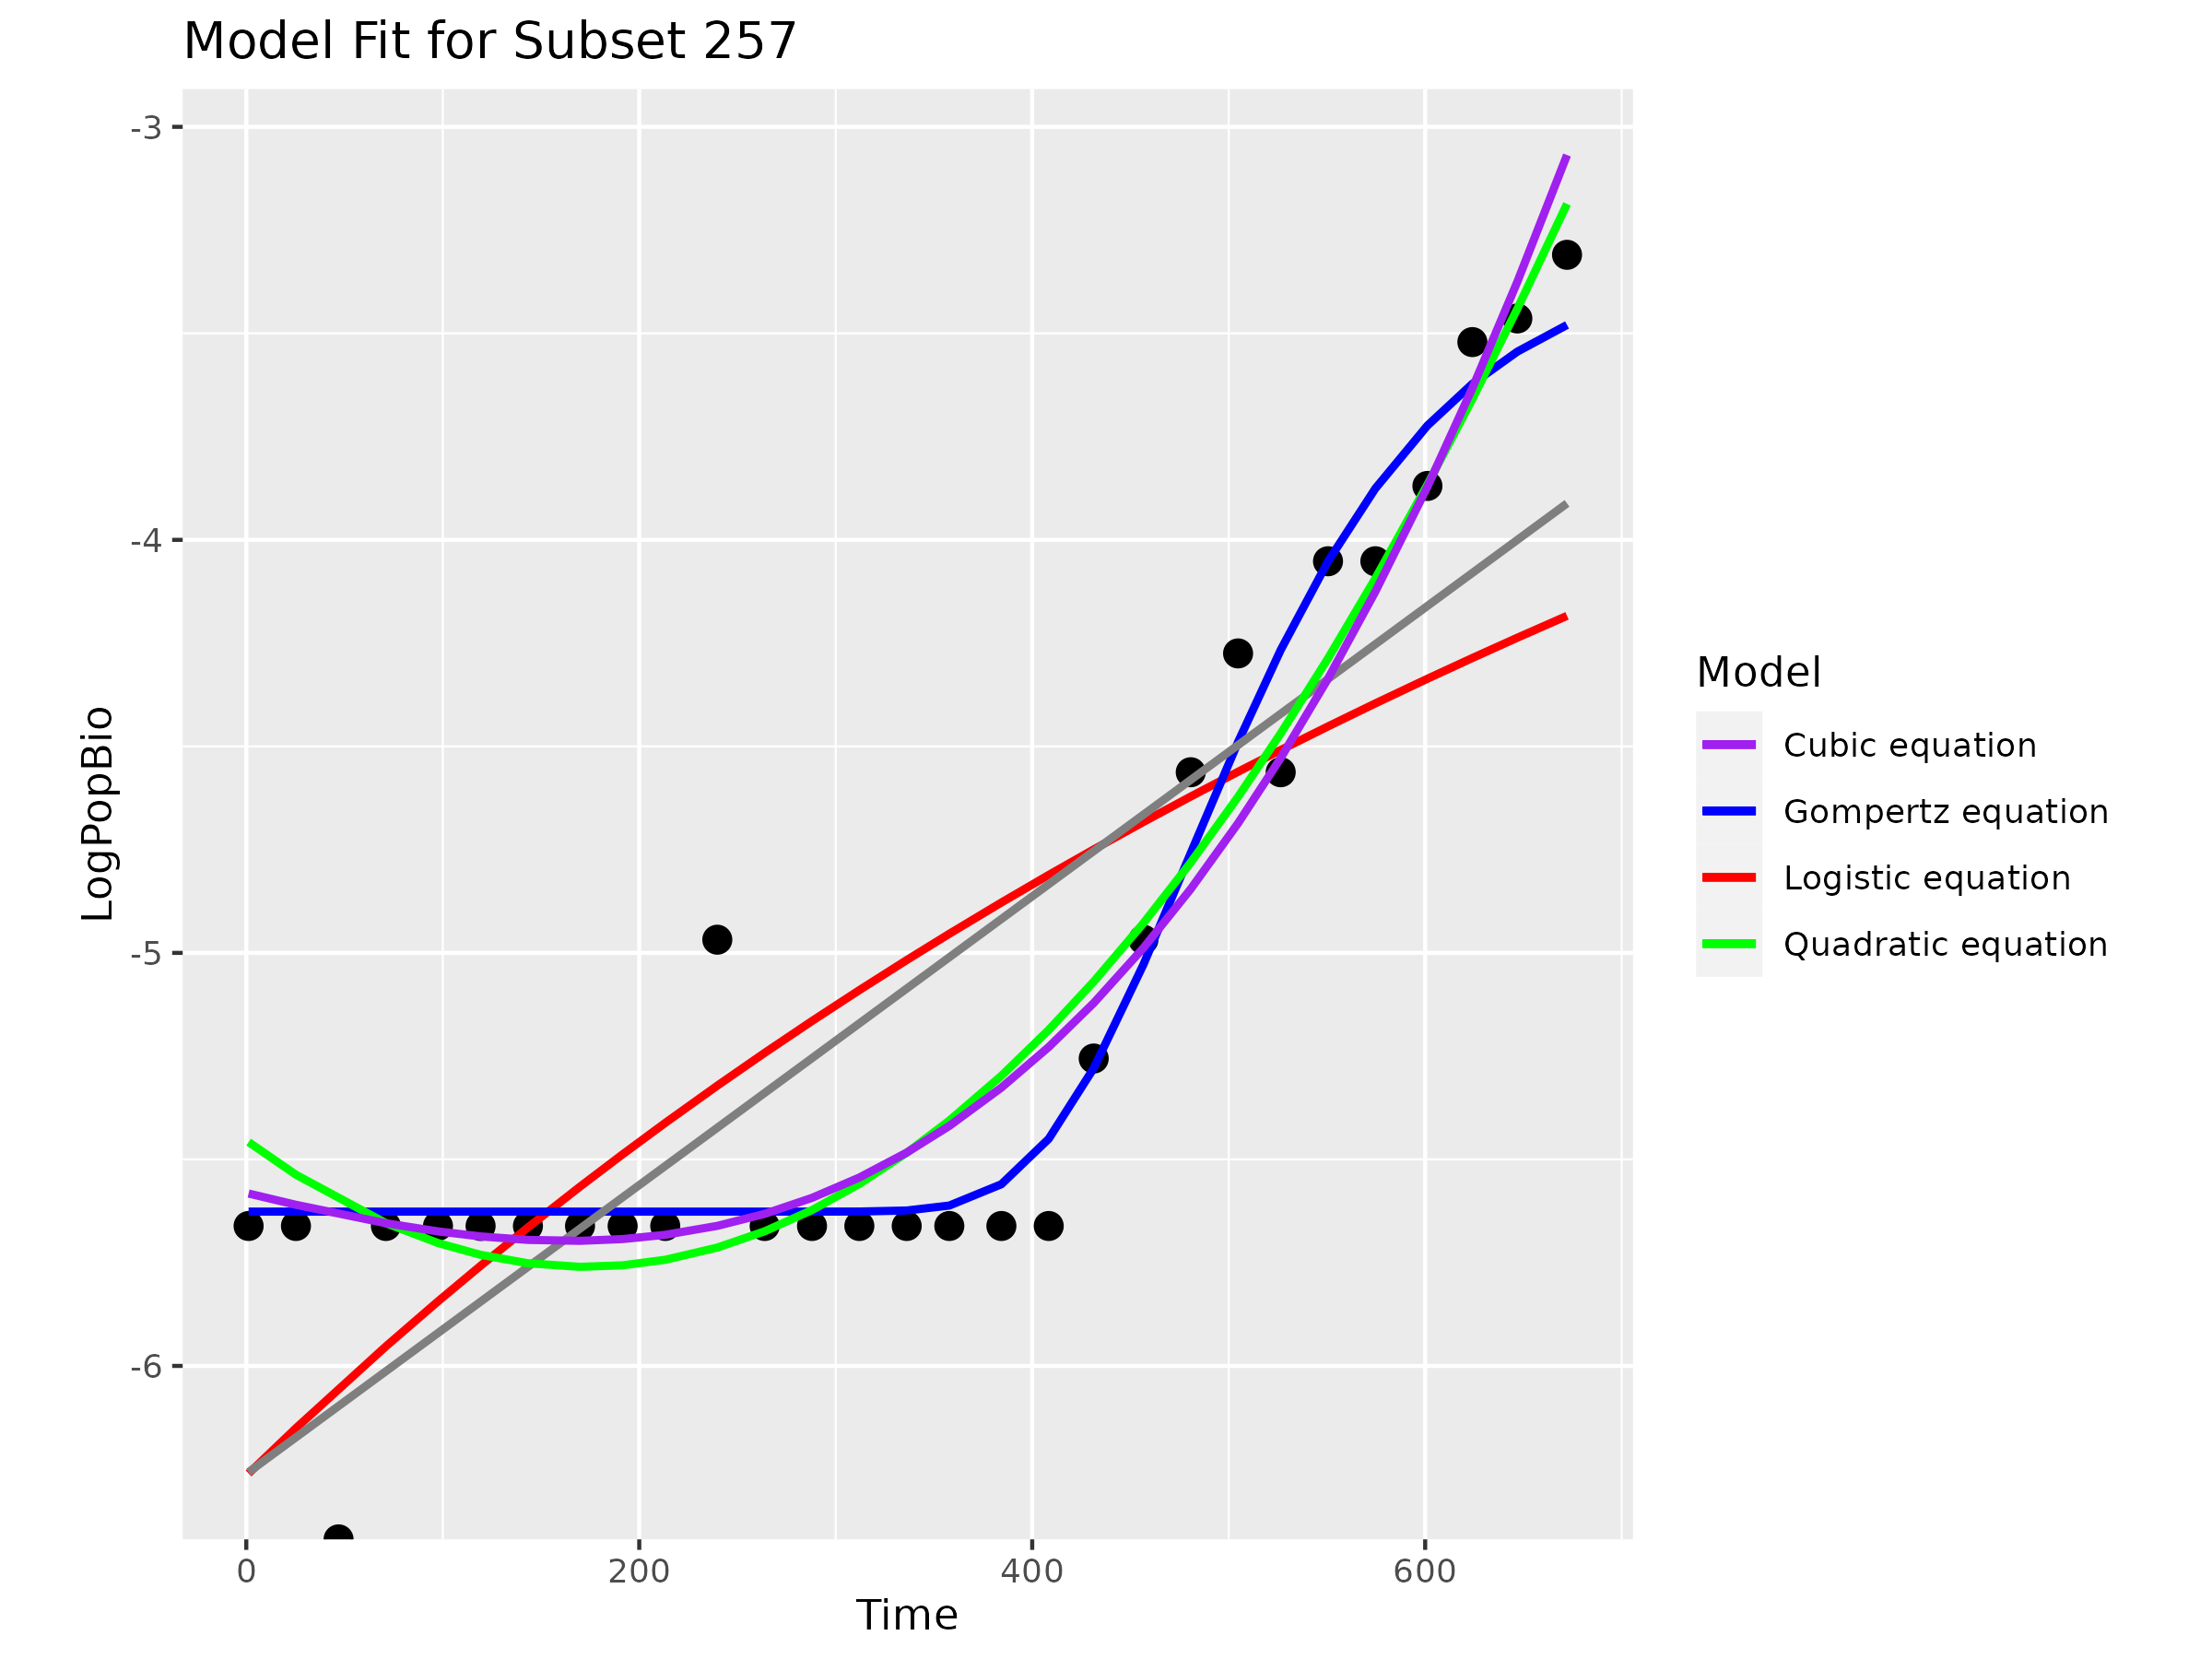 Model Fit for Subset 257
-3
-4
-5
-6
LogPopBio
0 200 400 600
Time
Model
Cubic equation
Gompertz equation
Logistic equation
Quadratic equation